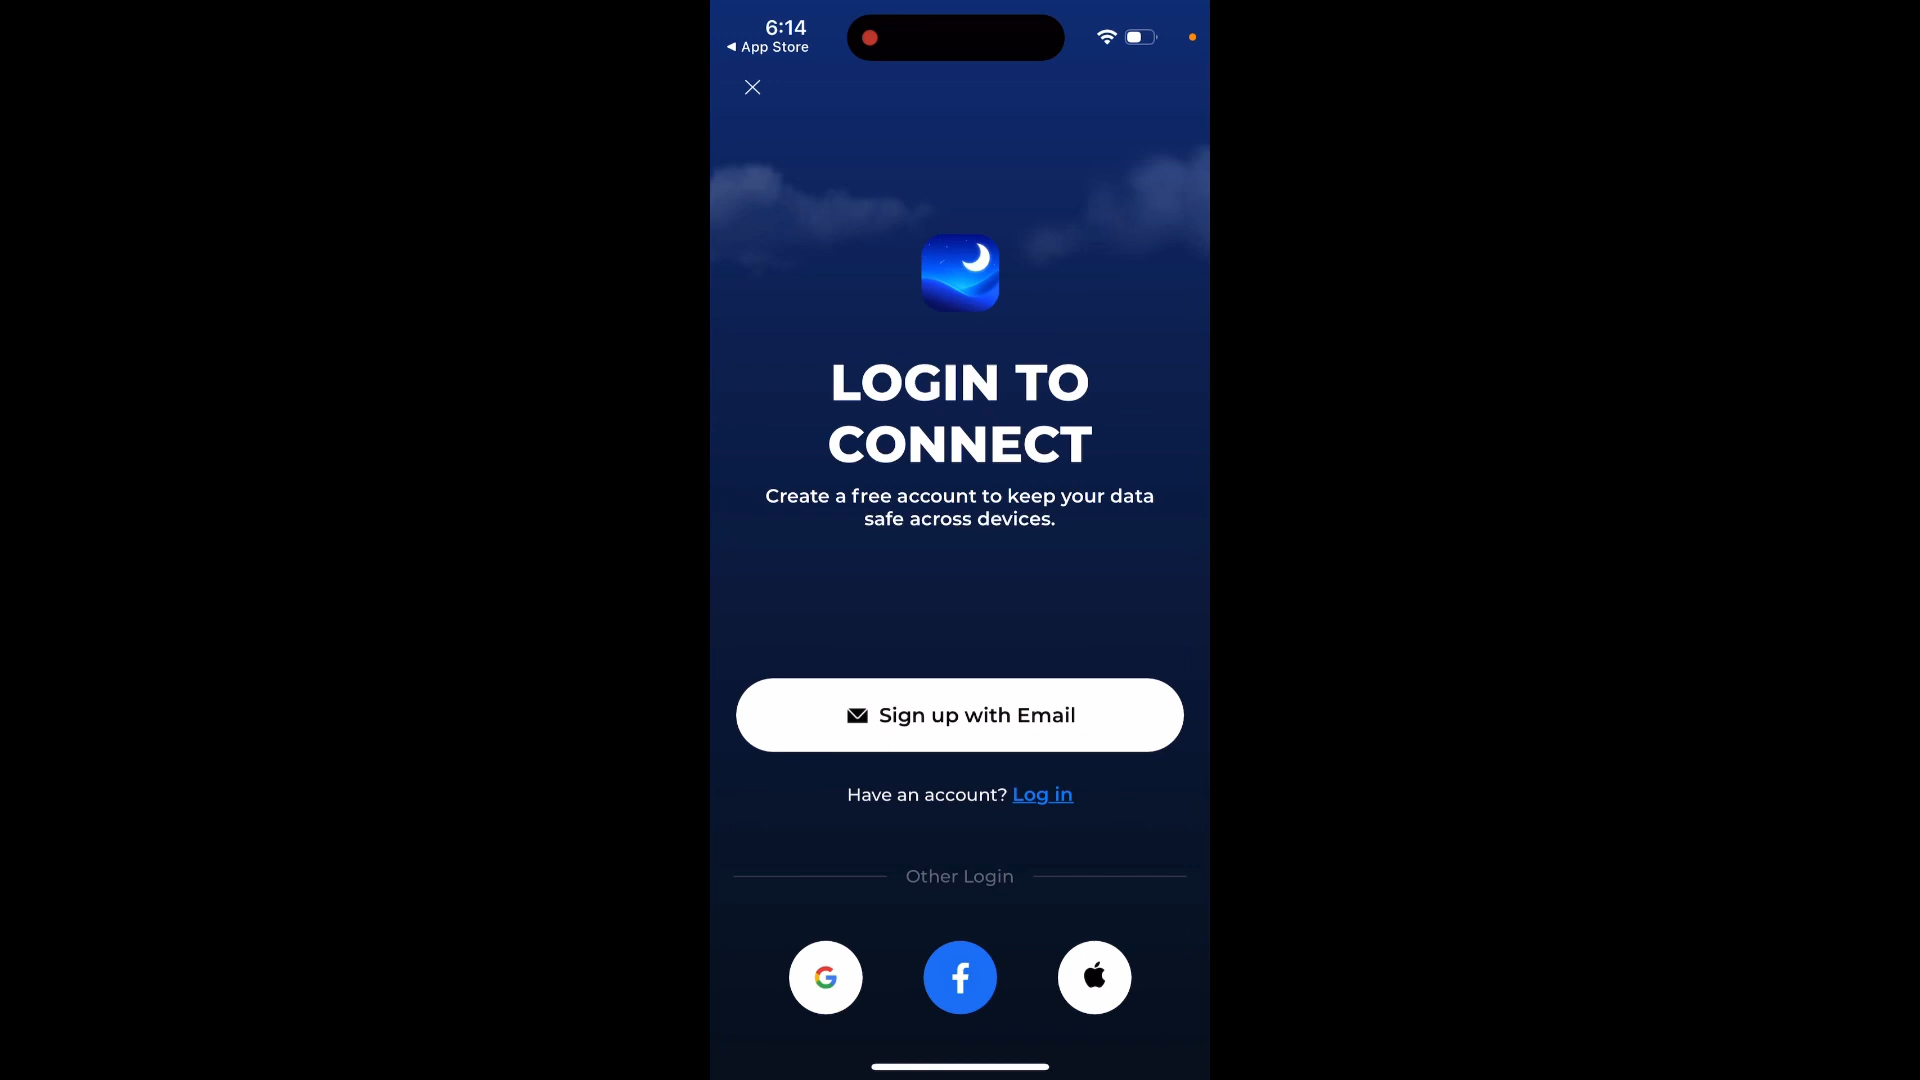 6:14
◀ App Store
LOGIN TO
CONNECT
Create a free account to keep your data
safe across devices.
Sign up with Email
Have an account? Log in
Other Login